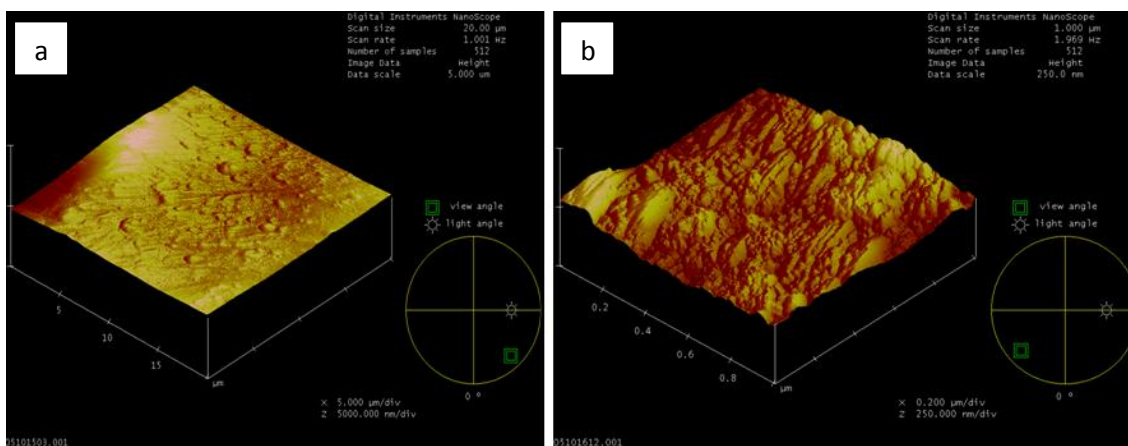 a
Digital Instruments NanoScope
Scan size 20.00 µm
Scan rate 1.001 Hz
Number of samples 512
Image Data Height
Data scale 5.000 um
view angle
light angle
5
10
15
µm
X 5.000 µm/div
Z 5000.000 nm/div
0 °
05101503.001
b
Digital Instruments NanoScope
Scan size 1.000 µm
Scan rate 1.969 Hz
Number of samples 512
Image Data Height
Data scale 250.0 nm
view angle
light angle
0.2
0.4
0.6
0.8
µm
X 0.200 µm/div
Z 250.000 nm/div
0 °
05101612.001